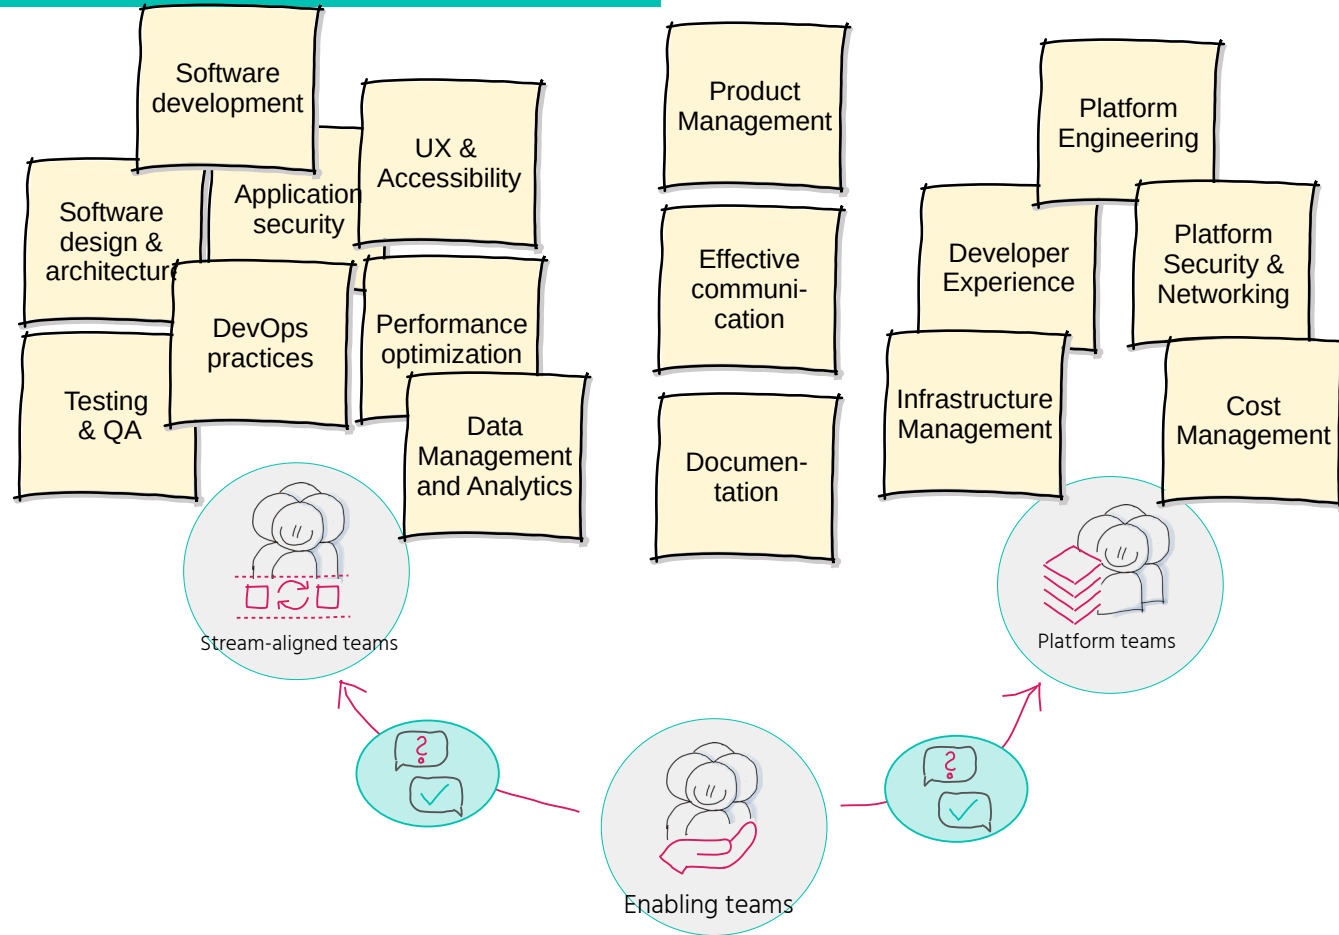 Software
development
UX &
Accessibility
Application
security
Software
design &
architecture
DevOps
practices
Performance
optimization
Testing
& QA
Data
Management
and Analytics
Product
Management
Effective
communi-
cation
Documen-
tation
Platform
Engineering
Developer
Experience
Platform
Security &
Networking
Infrastructure
Management
Cost
Management
Stream-aligned teams
Platform teams
?
?
Enabling teams